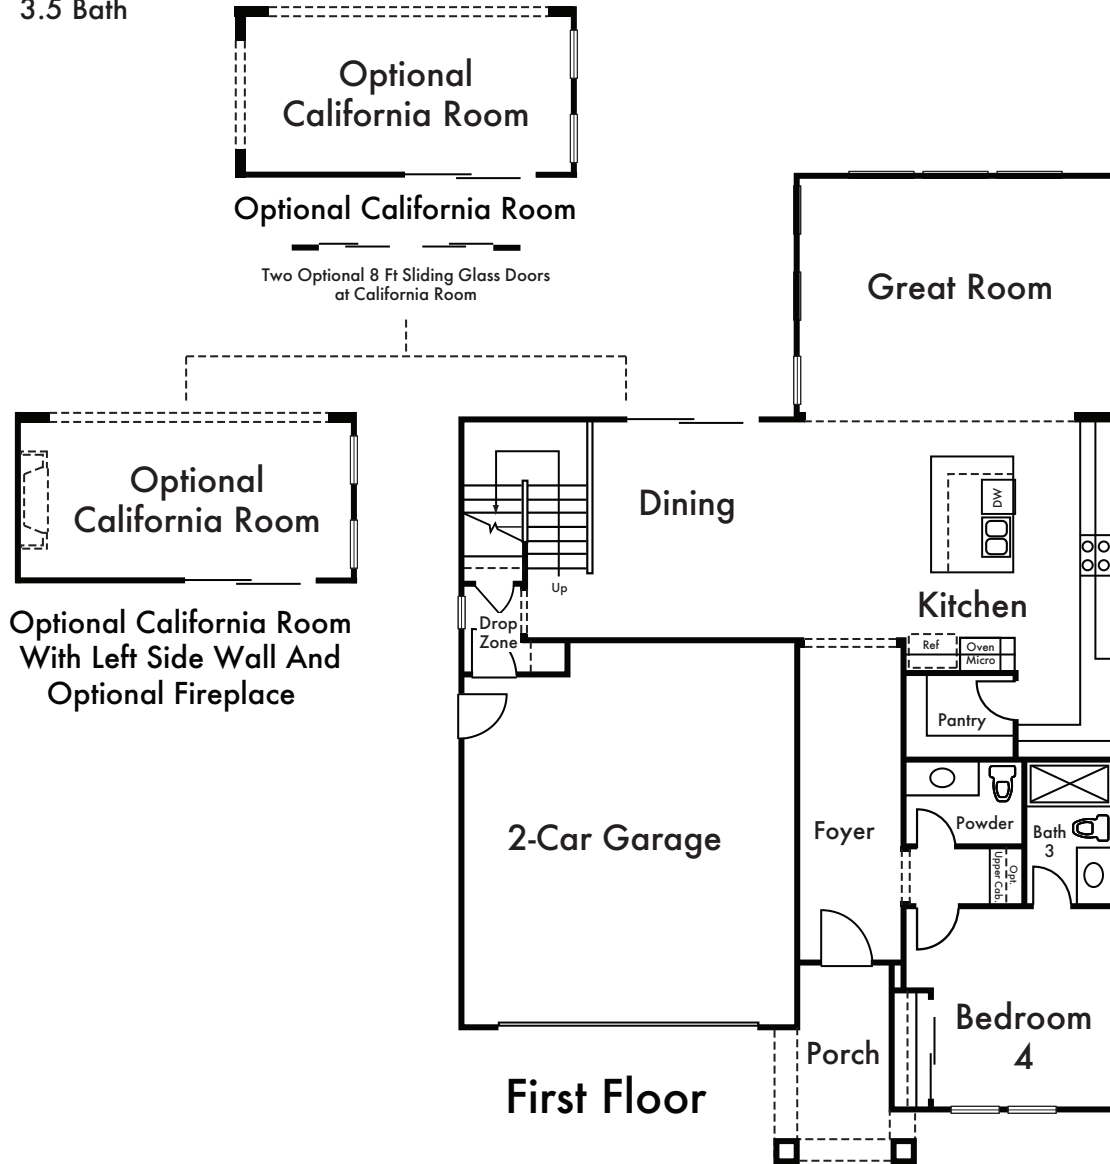 3.5 Bath
Optional
California Room
Optional California Room
Two Optional 8 Ft Sliding Glass Doors
at California Room
Great Room
Optional
California Room
Optional California Room
With Left Side Wall And
Optional Fireplace
Dining
DW
Up
Kitchen
Drop
Zone
Ref
Oven
Micro
Pantry
2-Car Garage
Foyer
Powder
Bath
3
Opt.
Upper Cab.
Bedroom
4
Porch
First Floor